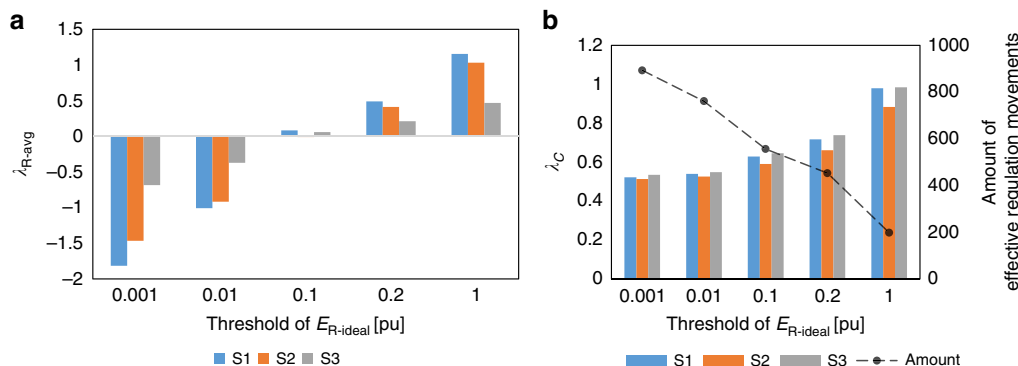 a
1.5
1
0.5
0
−0.5
−1
−1.5
−2
λR-avg
0.001 0.01 0.1 0.2 1
Threshold of ER-ideal [pu]
S1 S2 S3
b
1.2
1
0.8
0.6
0.4
0.2
0
λC
1000
800
600
400
200
0
Amount of
effective regulation movements
0.001 0.01 0.1 0.2 1
Threshold of ER-ideal [pu]
S1 S2 S3 Amount